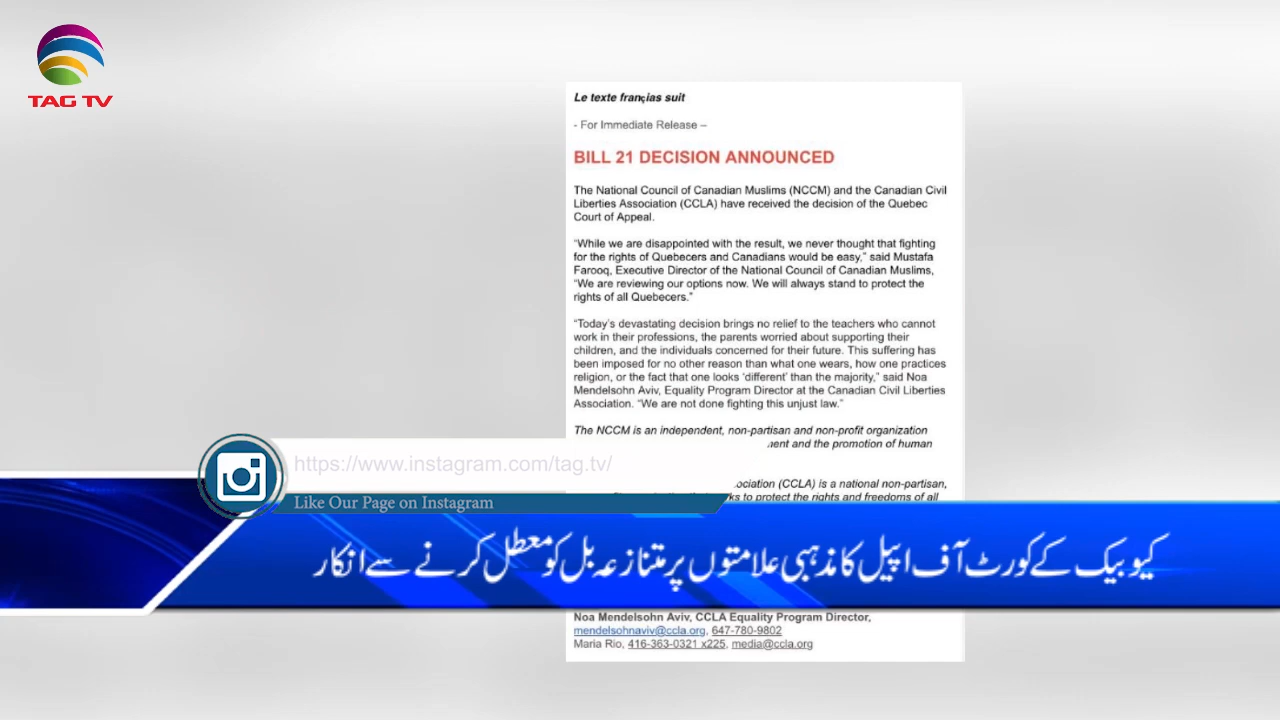 TAG TV
Le texte françias suit
- For Immediate Release –
BILL 21 DECISION ANNOUNCED
The National Council of Canadian Muslims (NCCM) and the Canadian Civil
Liberties Association (CCLA) have received the decision of the Quebec
Court of Appeal.
“While we are disappointed with the result, we never thought that fighting
for the rights of Quebecers and Canadians would be easy,” said Mustafa
Farooq, Executive Director of the National Council of Canadian Muslims,
“We are reviewing our options now. We will always stand to protect the
rights of all Quebecers.”
“Today’s devastating decision brings no relief to the teachers who cannot
work in their professions, the parents worried about supporting their
children, and the individuals concerned for their future. This suffering has
been imposed for no other reason than what one wears, how one practices
religion, or the fact that one looks ‘different’ than the majority,” said Noa
Mendelsohn Aviv, Equality Program Director at the Canadian Civil Liberties
Association. “We are not done fighting this unjust law.”
The NCCM is an independent, non-partisan and non-profit organization
and the promotion of human
https://www.instagram.com/tag.tv/
(CCLA) is a national non-partisan,
to protect the rights and freedoms of all
Like Our Page on Instagram
کیوبیک کے کورٹ آف اپیل کا مذہبی علامتوں پر متنازعہ بل کو معطل کرنے سے انکار
Noa Mendelsohn Aviv, CCLA Equality Program Director,
mendelsohnaviv@ccla.org, 647-780-9802
Maria Rio, 416-363-0321 x225, media@ccla.org